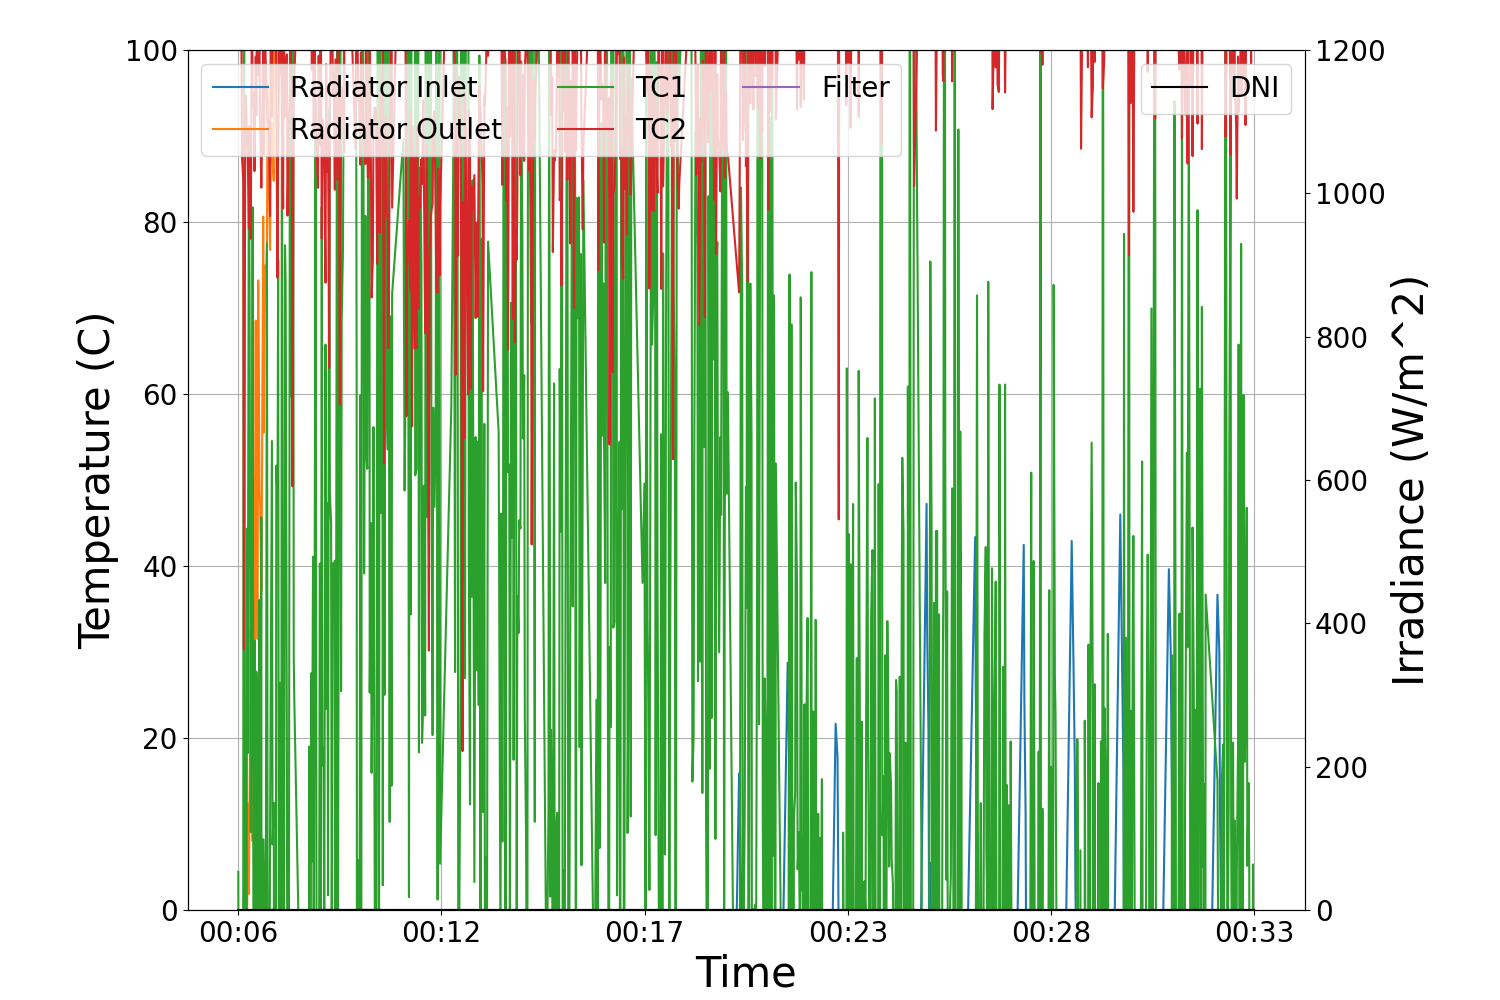 100
80
60
40
20
0
Temperature (C)
Radiator Inlet
Radiator Outlet
TC1
TC2
Filter
DNI
1200
1000
800
600
400
200
0
Irradiance (W/m^2)
00:06
00:12
00:17
00:23
00:28
00:33
Time